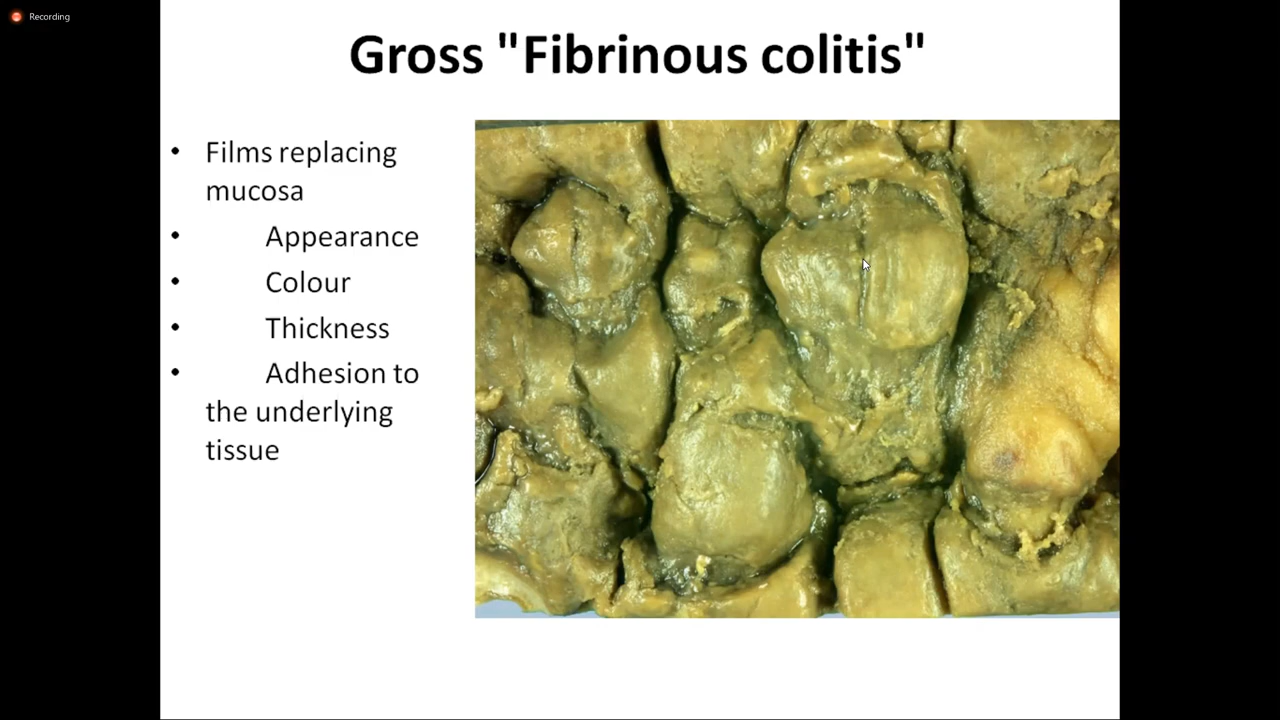 Recording
Gross "Fibrinous colitis"
• Films replacing
mucosa
• Appearance
• Colour
• Thickness
• Adhesion to
the underlying
tissue